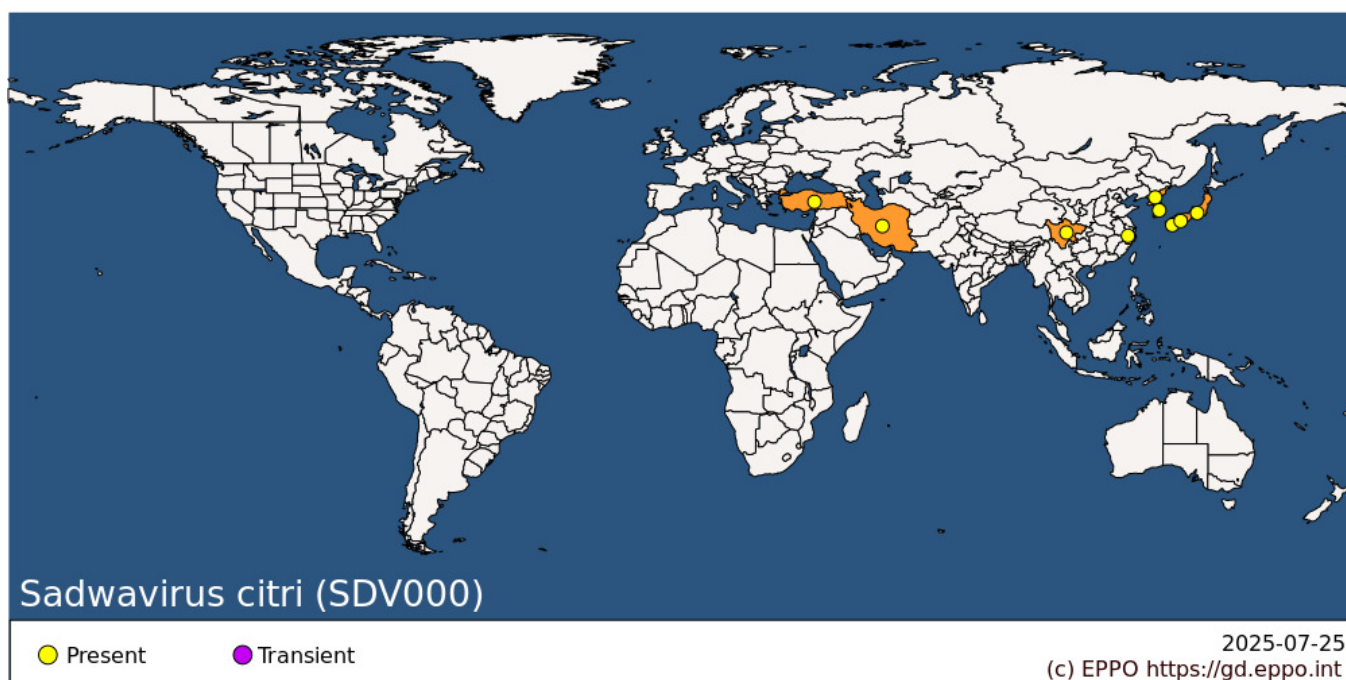 Sadwavirus citri (SDV000)
Present
Transient
2025-07-25
(c) EPPO https://gd.eppo.int